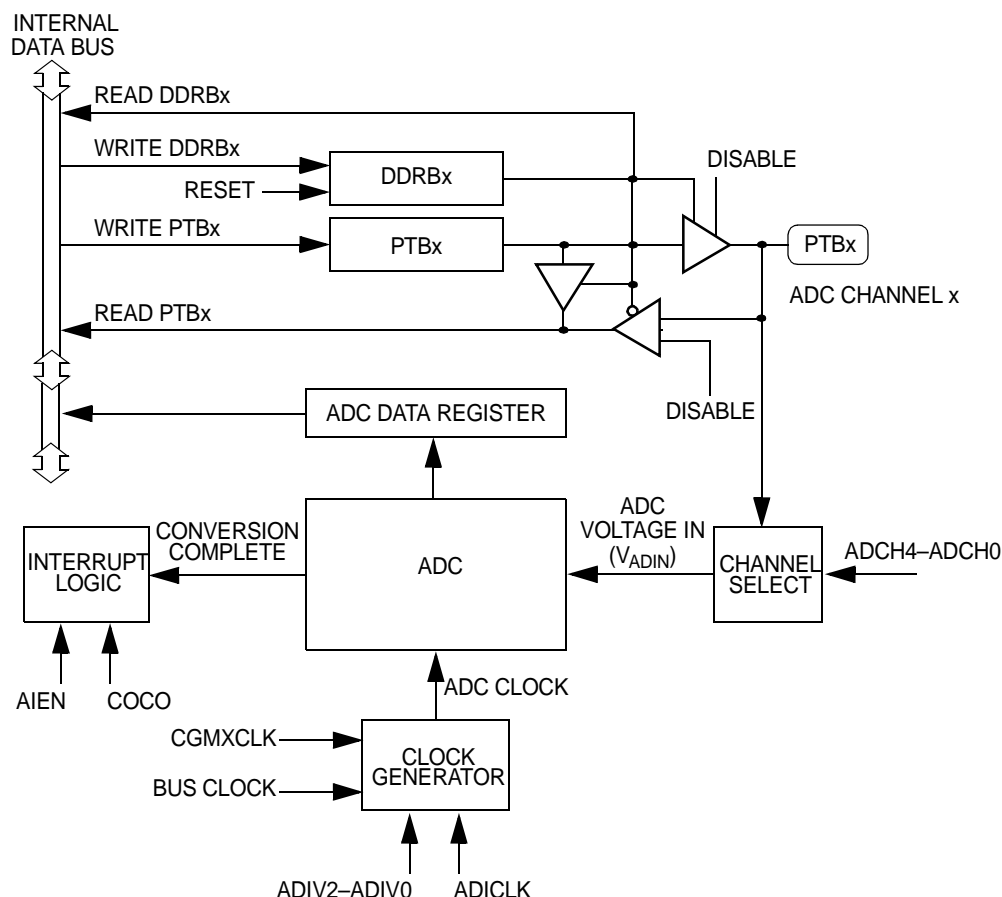 INTERNAL
DATA BUS
READ DDRBx
WRITE DDRBx
DDRBx
DISABLE
RESET
WRITE PTBx
PTBx
PTBx
ADC CHANNEL x
READ PTBx
DISABLE
ADC DATA REGISTER
INTERRUPT
LOGIC
CONVERSION
COMPLETE
ADC
ADC
VOLTAGE IN
(VADIN)
CHANNEL
SELECT
ADCH4–ADCH0
AIEN
COCO
ADC CLOCK
CGMXCLK
BUS CLOCK
CLOCK
GENERATOR
ADIV2–ADIV0
ADICLK